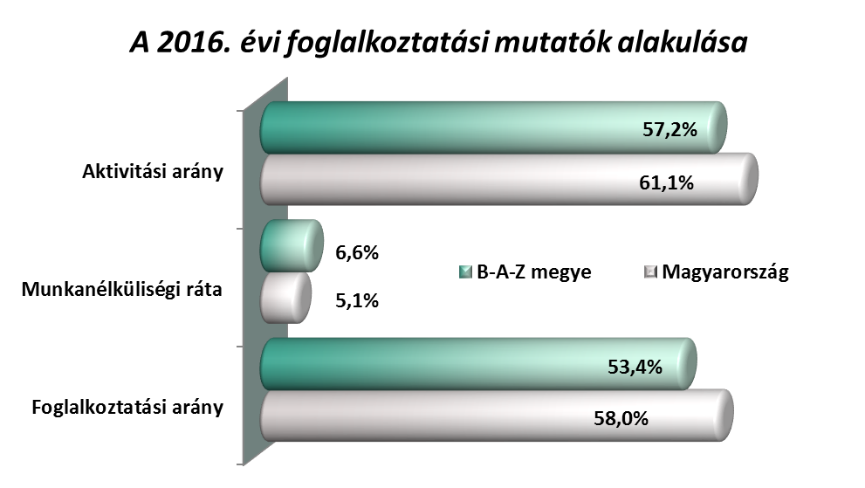 A 2016. évi foglalkoztatási mutatók alakulása
Aktivitási arány
57,2%
61,1%
Munkanélküliségi ráta
6,6%
5,1%
B-A-Z megye
Magyarország
Foglalkoztatási arány
53,4%
58,0%